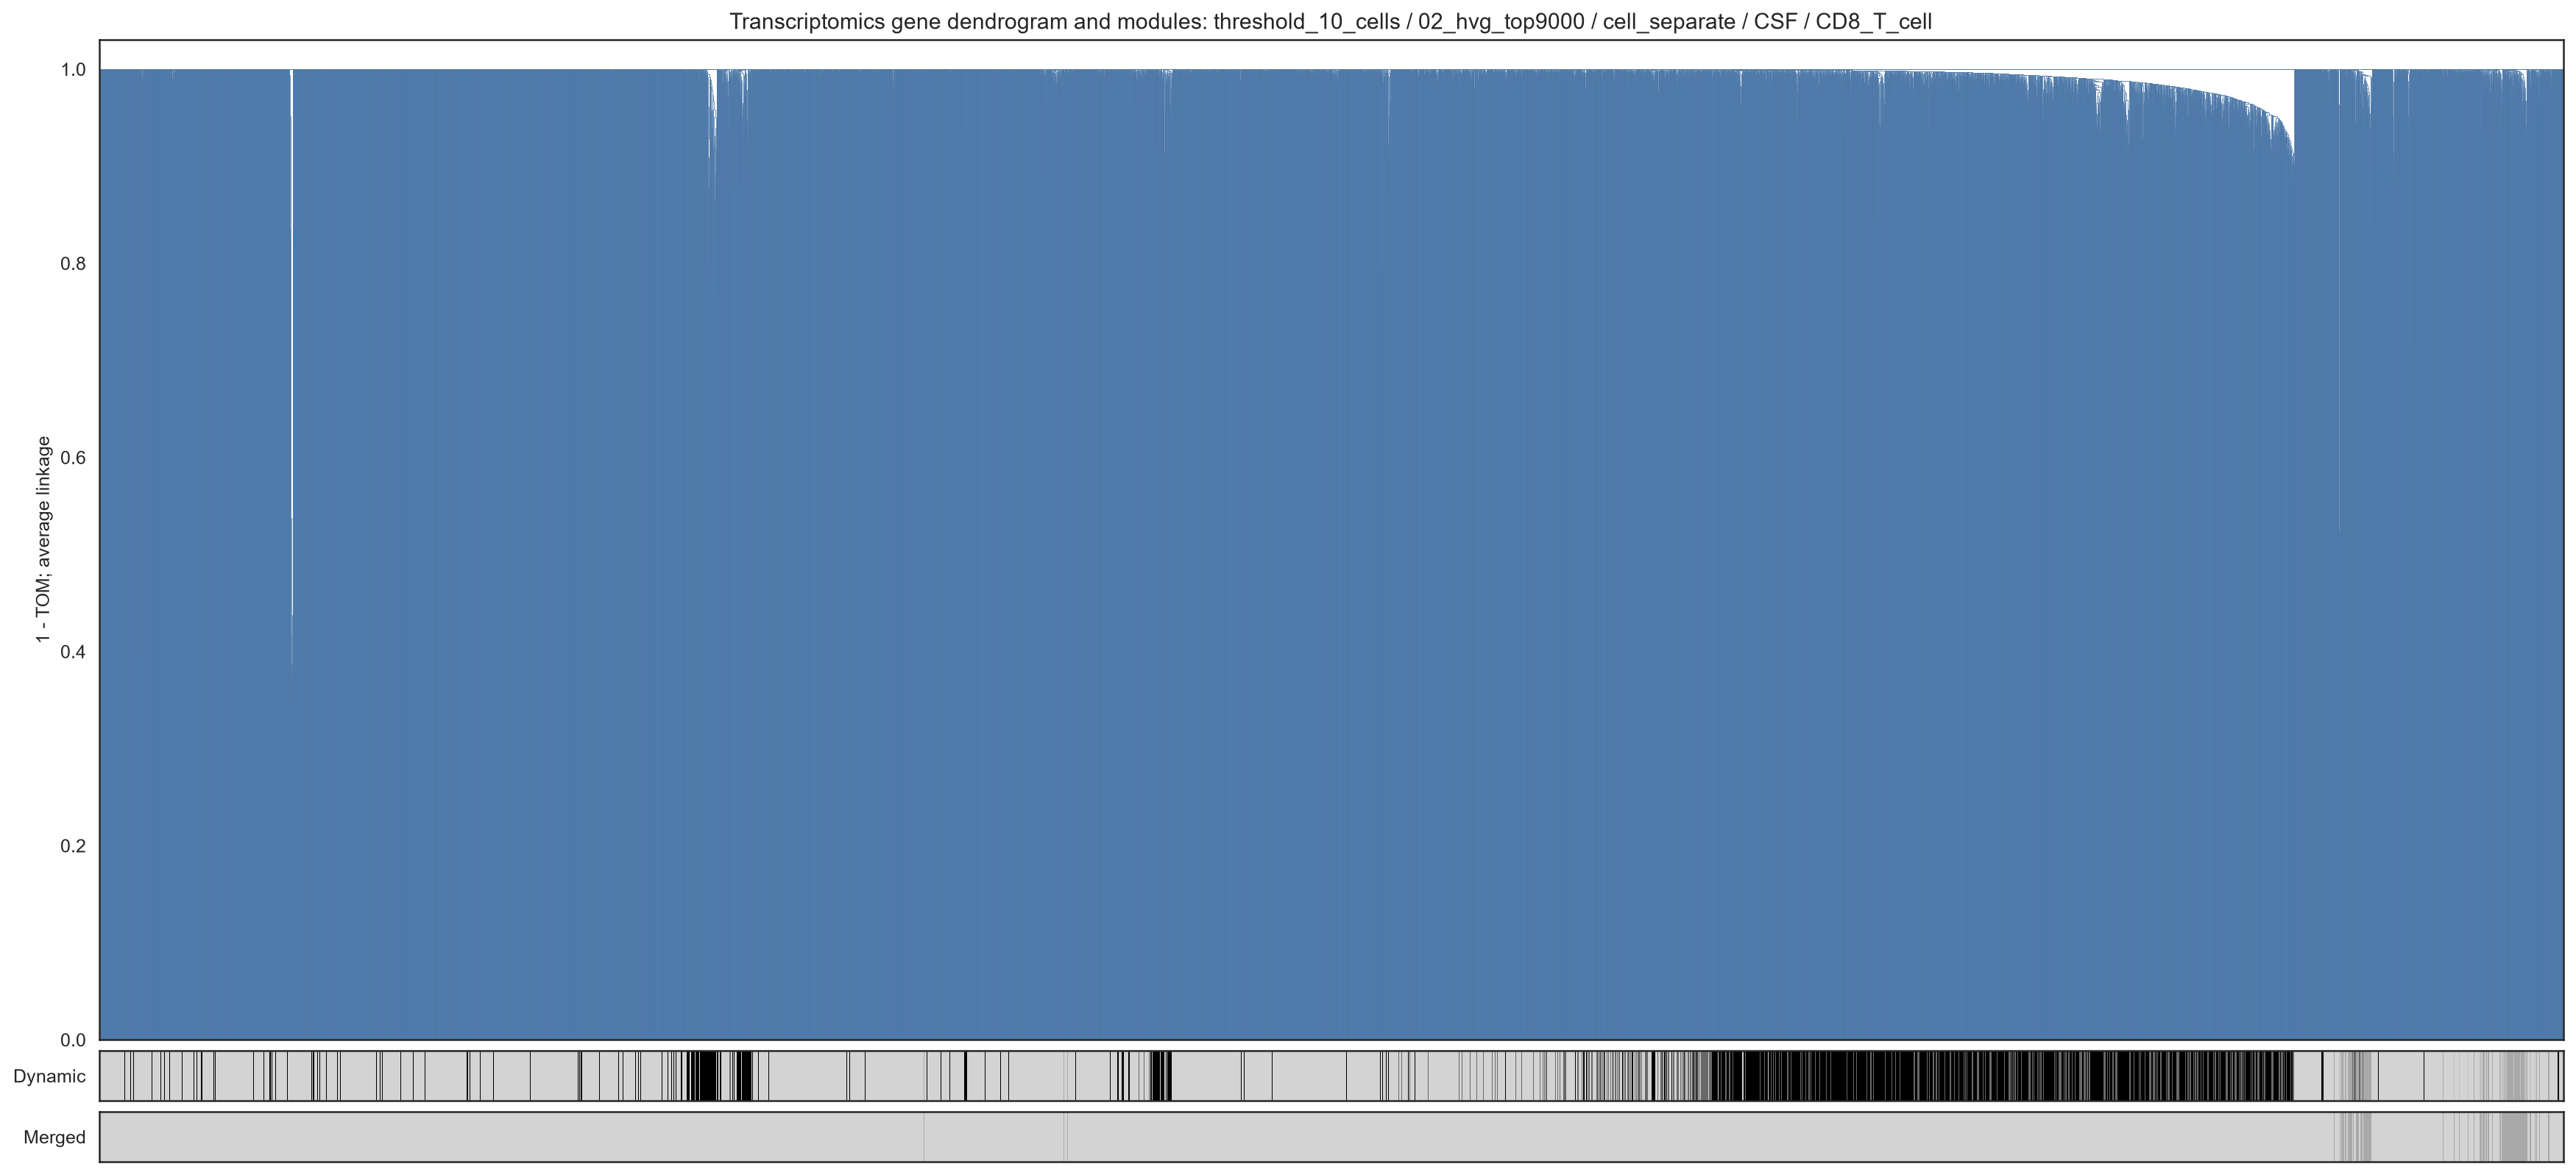 Transcriptomics gene dendrogram and modules: threshold_10_cells / 02_hvg_top9000 / cell_separate / CSF / CD8_T_cell
1.0
0.8
0.6
0.4
0.2
0.0
1 - TOM; average linkage
Dynamic
Merged